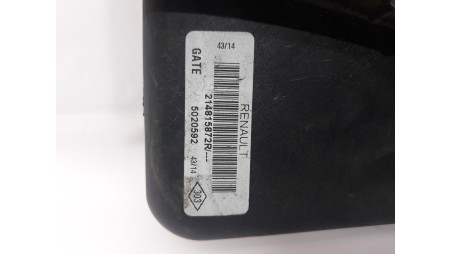 43/14
RENAULT
214815872R/---
GATE
5020592
43/14
303